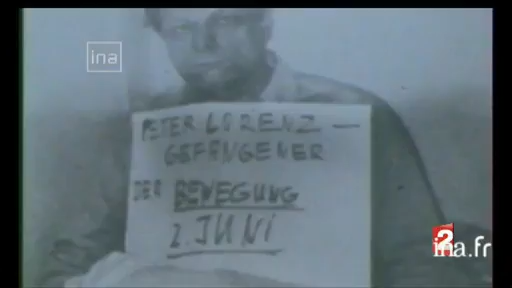 ina
PETER LORENZ —
GEFANGENER
DER BEWEGUNG
2. JUNI
2
ina.fr